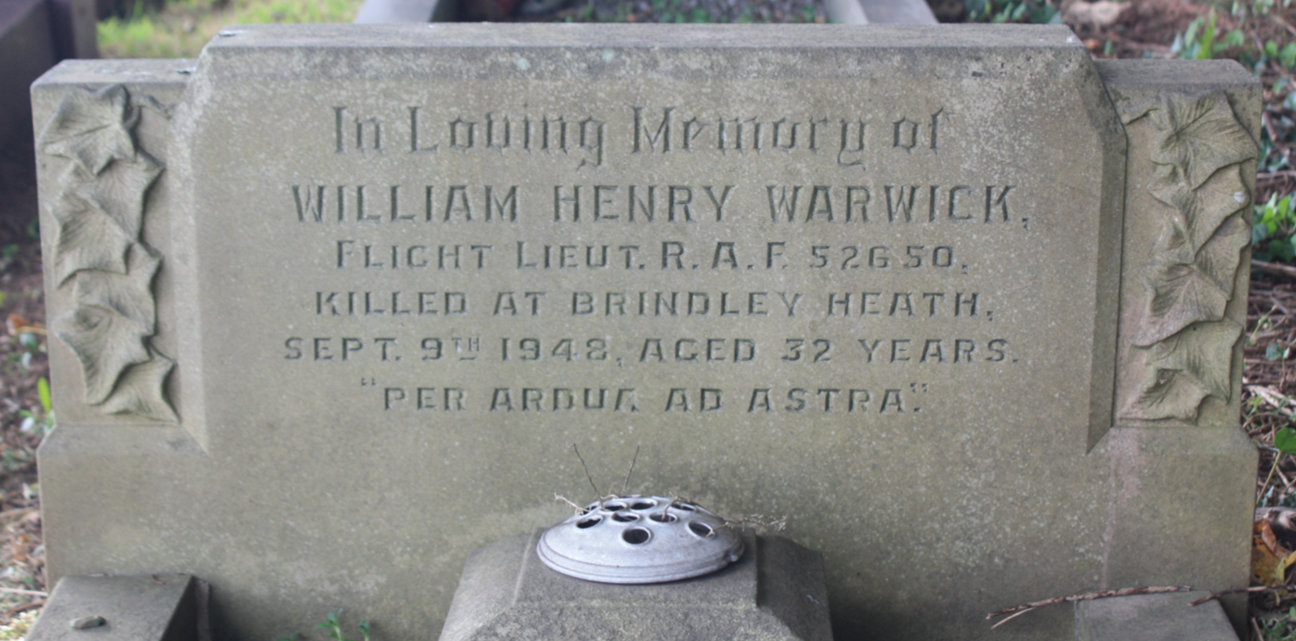 In Loving Memory of
WILLIAM HENRY WARWICK,
FLIGHT LIEUT. R.A.F. 52650,
KILLED AT BRINDLEY HEATH,
SEPT. 9TH 1948, AGED 32 YEARS.
"PER ARDUA AD ASTRA."